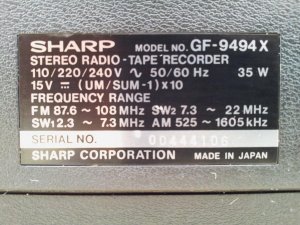 SHARP MODEL NO. GF-9494X
STEREO RADIO-TAPE RECORDER
110/220/240V ∿ 50/60 Hz 35 W
15V ⎓ (UM/SUM-1)x10
FREQUENCY RANGE
FM 87.6 ~ 108 MHz SW2 7.3 ~ 22 MHz
SW1 2.3 ~ 7.3 MHz AM 525 ~ 1605 kHz
SERIAL NO. 00444106
SHARP CORPORATION MADE IN JAPAN